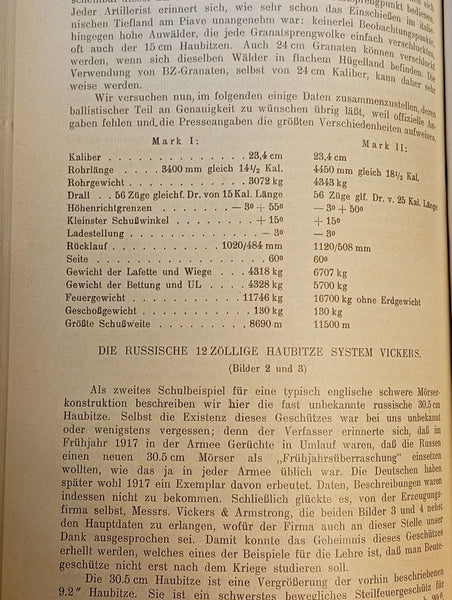 scheinbar
Jeder Artillerist erinnert sich, wie sehr schon das Einschießen im italie-
nischen Tiefland am Piave unangenehm war: keinerlei Beobachtungspunkte,
hingegen hohe Auwälder, die jede Granatsprengwolke einfach verschluckten,
oft auch der 15 cm Haubitzen. Auch 24 cm Granaten können verschluckt
werden, wenn sich dieselben Wälder in flachem Hügelland befinden. Die
Verwendung von BZ-Granaten, selbst von 24 cm Kaliber, kann daher sehr
weise werden.
Wir versuchen nun, im folgenden einige Daten zusammenzustellen, deren
ballistischer Teil an Genauigkeit zu wünschen übrig läßt, weil offizielle An-
gaben fehlen und die Presseangaben die größten Verschiedenheiten aufweisen.
Mark I: Mark II:
Kaliber . . . . . . . . . . . . 23,4 cm 23,4 cm
Rohrlänge . . . . 3400 mm gleich 14½ Kal. 4450 mm gleich 18½ Kal.
Rohrgewicht . . . . . . . . . . 3072 kg 4343 kg
Drall . . 56 Züge gleichf. Dr. von 15 Kal. Länge 56 Züge glf. Dr. v. 25 Kal. Länge
Höhenrichtgrenzen . . . . . . — 3° + 55° — 3° + 50°
Kleinster Schußwinkel . . . . . . . + 15° + 15°
Ladestellung . . . . . . . . . . — 3° — 3°
Rücklauf . . . . . . . . . 1020/484 mm 1120/508 mm
Seite . . . . . . . . . . . . . 60° 60°
Gewicht der Lafette und Wiege . . . 4318 kg 6707 kg
Gewicht der Bettung und UL . . . . 4328 kg 5700 kg
Feuergewicht . . . . . . . . . 11746 kg 16700 kg ohne Erdgewicht
Geschoßgewicht . . . . . . . . . 130 kg 130 kg
Größte Schußweite . . . . . . . . 8690 m 11500 m
DIE RUSSISCHE 12 ZÖLLIGE HAUBITZE SYSTEM VICKERS.
(Bilder 2 und 3)
Als zweites Schulbeispiel für eine typisch englische schwere Mörser-
konstruktion beschreiben wir hier die fast unbekannte russische 30.5 cm
Haubitze. Selbst die Existenz dieses Geschützes war bei uns unbekannt
oder wenigstens vergessen; denn der Verfasser erinnerte sich, daß im
Frühjahr 1917 in der Armee Gerüchte in Umlauf waren, daß die Russen
einen neuen 30.5 cm Mörser als „Frühjahrsüberraschung" einsetzen
wollten, wie das ja in jeder Armee üblich war. Die Deutschen haben
später wohl 1917 ein Exemplar davon erbeutet. Daten, Beschreibungen waren
indessen nicht zu bekommen. Schließlich glückte es, von der Erzeugungs-
firma selbst, Messrs. Vickers & Armstrong, die beiden Bilder 3 und 4 nebst
den Hauptdaten zu erlangen, wofür der Firma auch an dieser Stelle unser
Dank ausgesprochen sei. Damit konnte das Geheimnis dieses Geschützes
erhellt werden, welches eine der Beispiele für die Lehre ist, daß man Beute-
geschütze nicht erst nach dem Kriege studieren soll.
Die 30.5 cm Haubitze ist eine Vergrößerung der vorhin beschriebenen
9.2" Haubitze. Sie ist ein schwerstes bewegliches Steilfeuergeschütz für